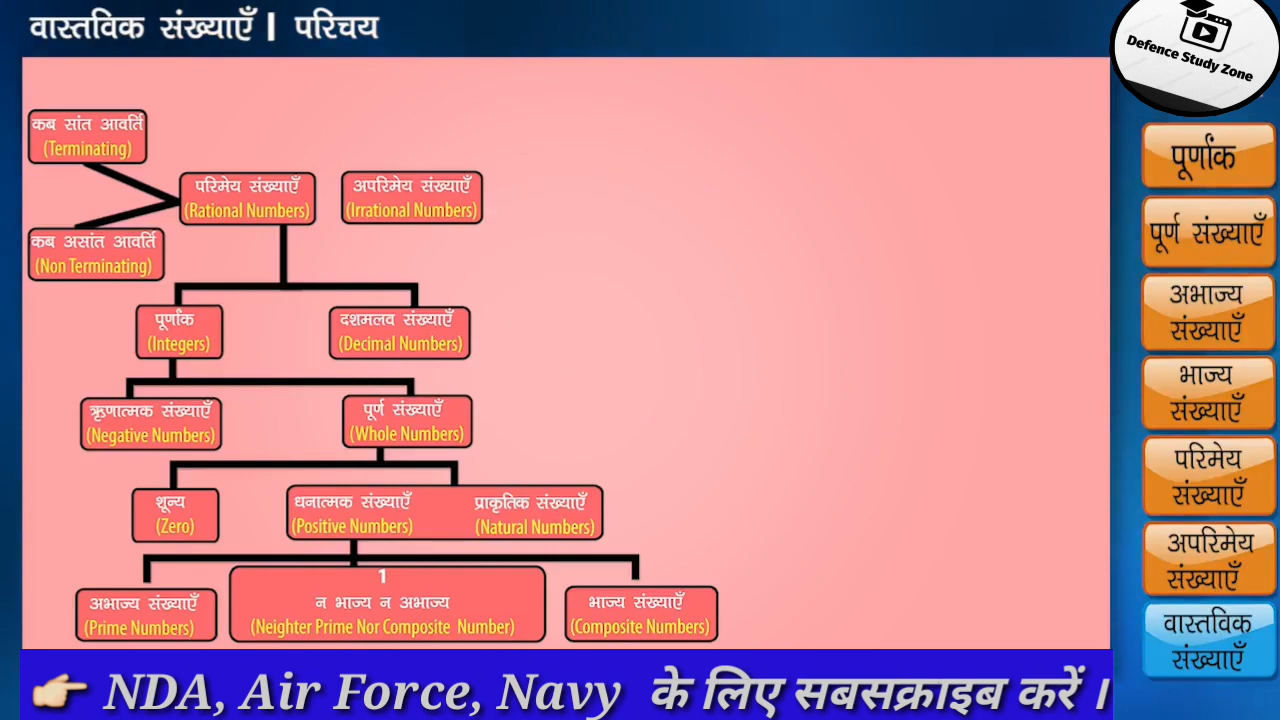 वास्तविक संख्याएँ | परिचय
Defence Study Zone
कब सांत आवर्ति
(Terminating)
परिमेय संख्याएँ
(Rational Numbers)
अपरिमेय संख्याएँ
(Irrational Numbers)
कब असांत आवर्ति
(Non Terminating)
पूर्णांक
(Integers)
दशमलव संख्याएँ
(Decimal Numbers)
ऋणात्मक संख्याएँ
(Negative Numbers)
पूर्ण संख्याएँ
(Whole Numbers)
शून्य
(Zero)
धनात्मक संख्याएँ
(Positive Numbers)
प्राकृतिक संख्याएँ
(Natural Numbers)
अभाज्य संख्याएँ
(Prime Numbers)
1
न भाज्य न अभाज्य
(Neighter Prime Nor Composite Number)
भाज्य संख्याएँ
(Composite Numbers)
पूर्णांक
पूर्ण संख्याएँ
अभाज्य
संख्याएँ
भाज्य
संख्याएँ
परिमेय
संख्याएँ
अपरिमेय
संख्याएँ
वास्तविक
संख्याएँ
👉 NDA, Air Force, Navy के लिए सबसक्राइब करें ।